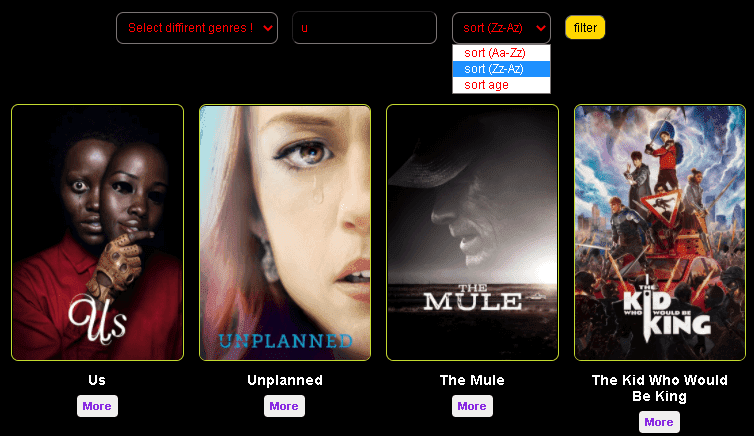 Select diffirent genres !
u
sort (Zz-Az)
filter
sort (Aa-Zz)
sort (Zz-Az)
sort age
Us
UNPLANNED
THE
MULE
THE
KID
WHO WOULD BE
KING
Us
Unplanned
The Mule
The Kid Who Would
Be King
More
More
More
More